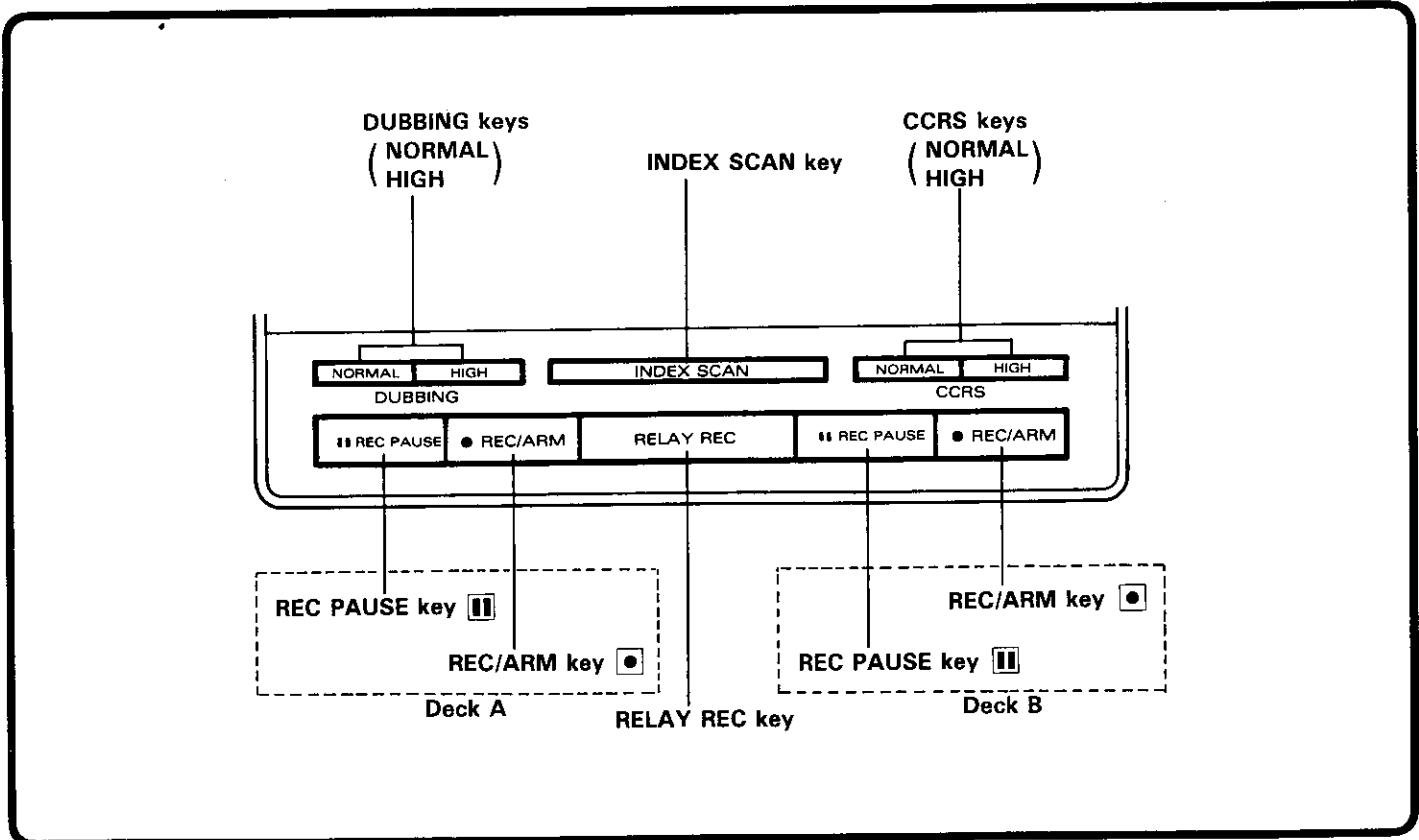 DUBBING keys
( NORMAL
HIGH )
INDEX SCAN key
CCRS keys
( NORMAL
HIGH )
NORMAL HIGH
DUBBING
INDEX SCAN
NORMAL HIGH
CCRS
REC PAUSE
● REC/ARM
RELAY REC
REC PAUSE
● REC/ARM
REC PAUSE key
REC/ARM key
Deck A
RELAY REC key
REC/ARM key
REC PAUSE key
Deck B